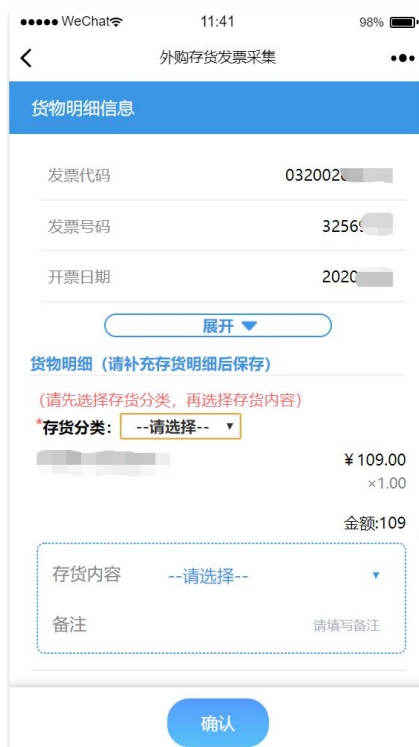 ●●●●● WeChat 11:41 98%
外购存货发票采集
货物明细信息
发票代码 032002
发票号码 3256
开票日期 2020
展开
货物明细（请补充存货明细后保存）
（请先选择存货分类，再选择存货内容）
*存货分类： --请选择--
¥109.00
×1.00
金额:109
存货内容 --请选择--
备注 请填写备注
确认